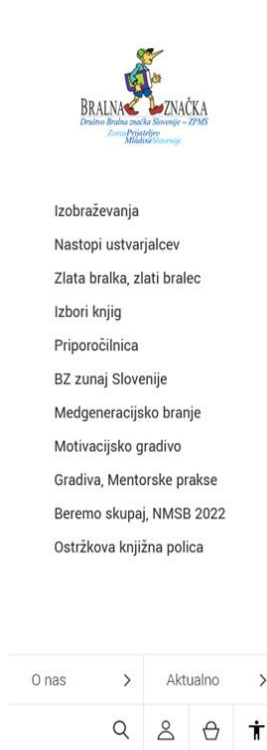 BRALNA ZNAČKA
Društvo Bralna značka Slovenije – ZPMS
Zveza Prijateljev
Mladine Slovenije
Izobraževanja
Nastopi ustvarjalcev
Zlata bralka, zlati bralec
Izbori knjig
Priporočilnica
BZ zunaj Slovenije
Medgeneracijsko branje
Motivacijsko gradivo
Gradiva, Mentorske prakse
Beremo skupaj, NMSB 2022
Ostržkova knjižna polica
O nas
Aktualno